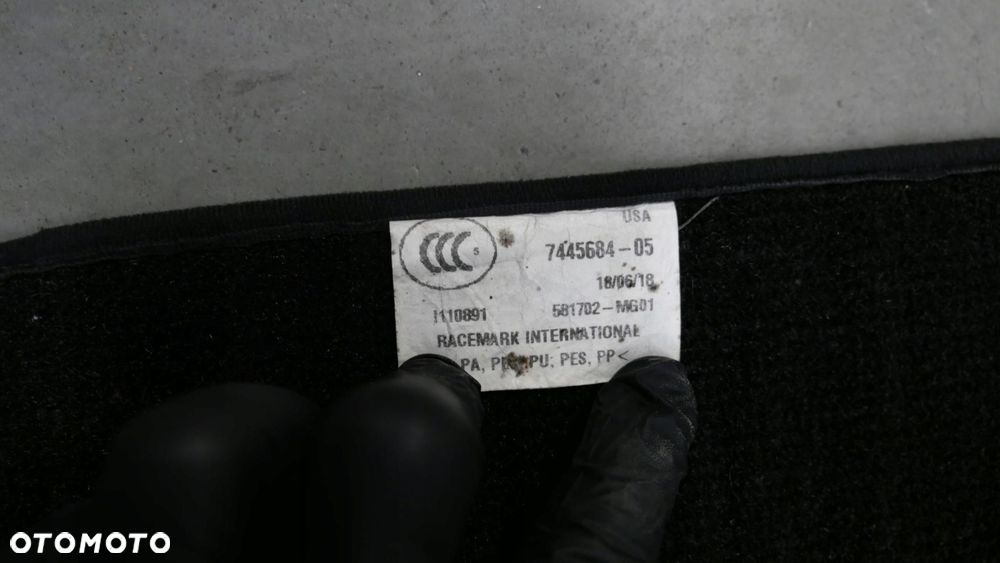 USA
CCC S 7445684-05
18/06/18
I110891 581702-MG01
RACEMARK INTERNATIONAL
PA, PU; PES, PP<
OTOMOTO